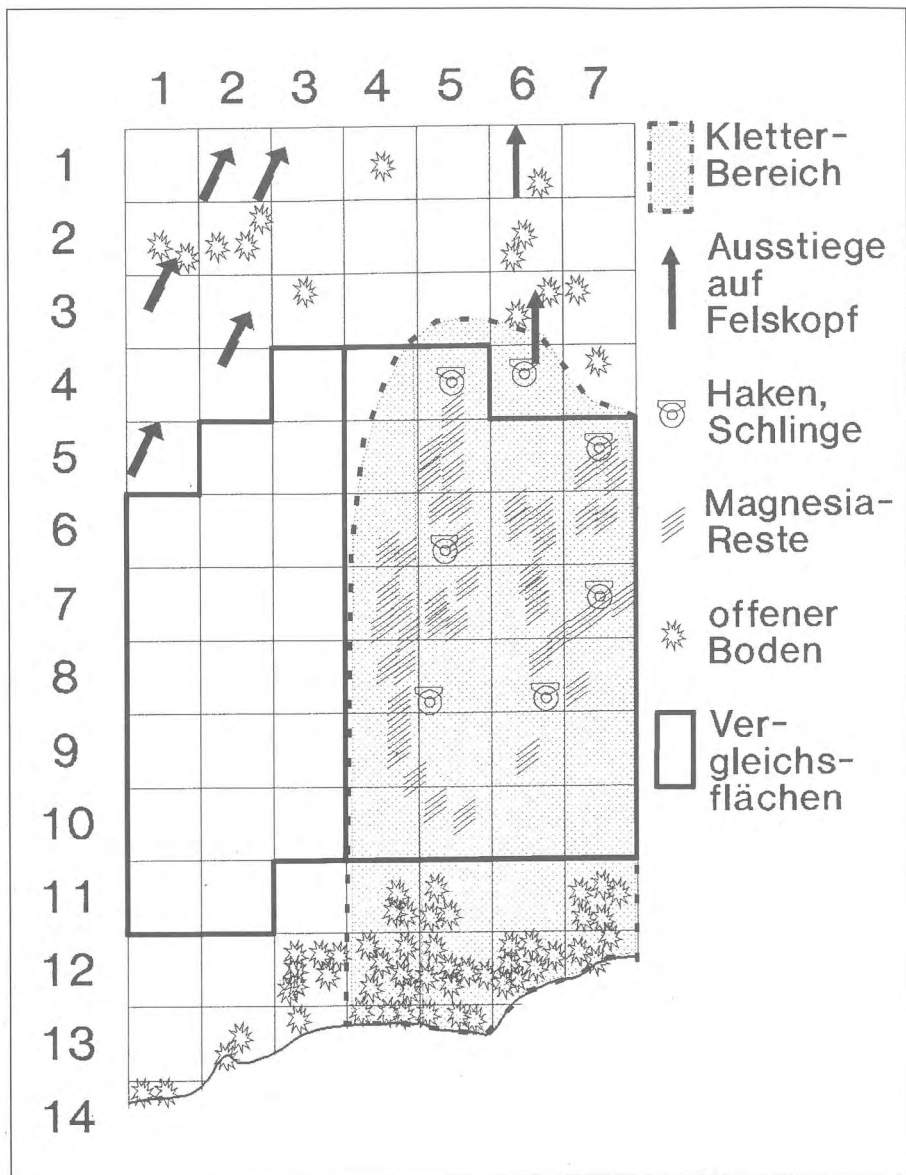 1 2 3 4 5 6 7
1
2
3
4
5
6
7
8
9
10
11
12
13
14
Kletter-
Bereich
Ausstiege
auf
Felskopf
Haken,
Schlinge
Magnesia-
Reste
offener
Boden
Ver-
gleichs-
flächen